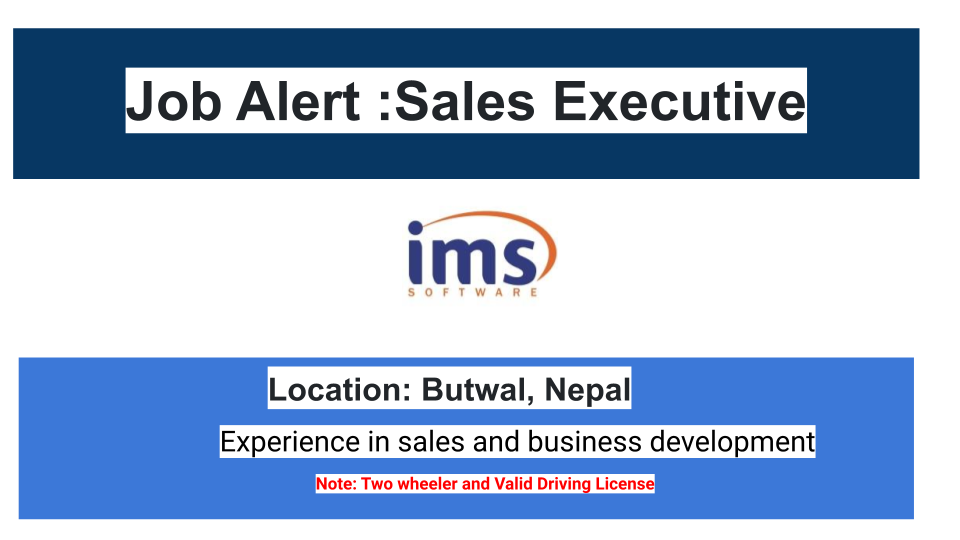 Job Alert :Sales Executive
ims
SOFTWARE
Location: Butwal, Nepal
Experience in sales and business development
Note: Two wheeler and Valid Driving License